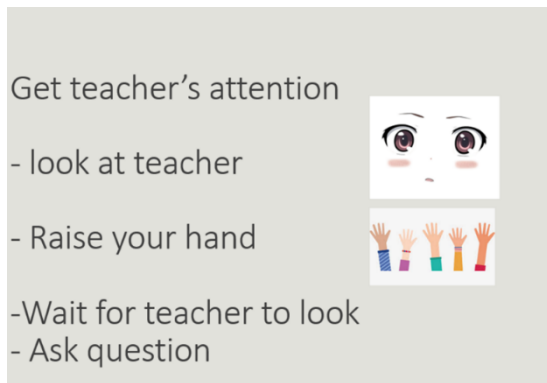 Get teacher’s attention
- look at teacher
- Raise your hand
-Wait for teacher to look
- Ask question